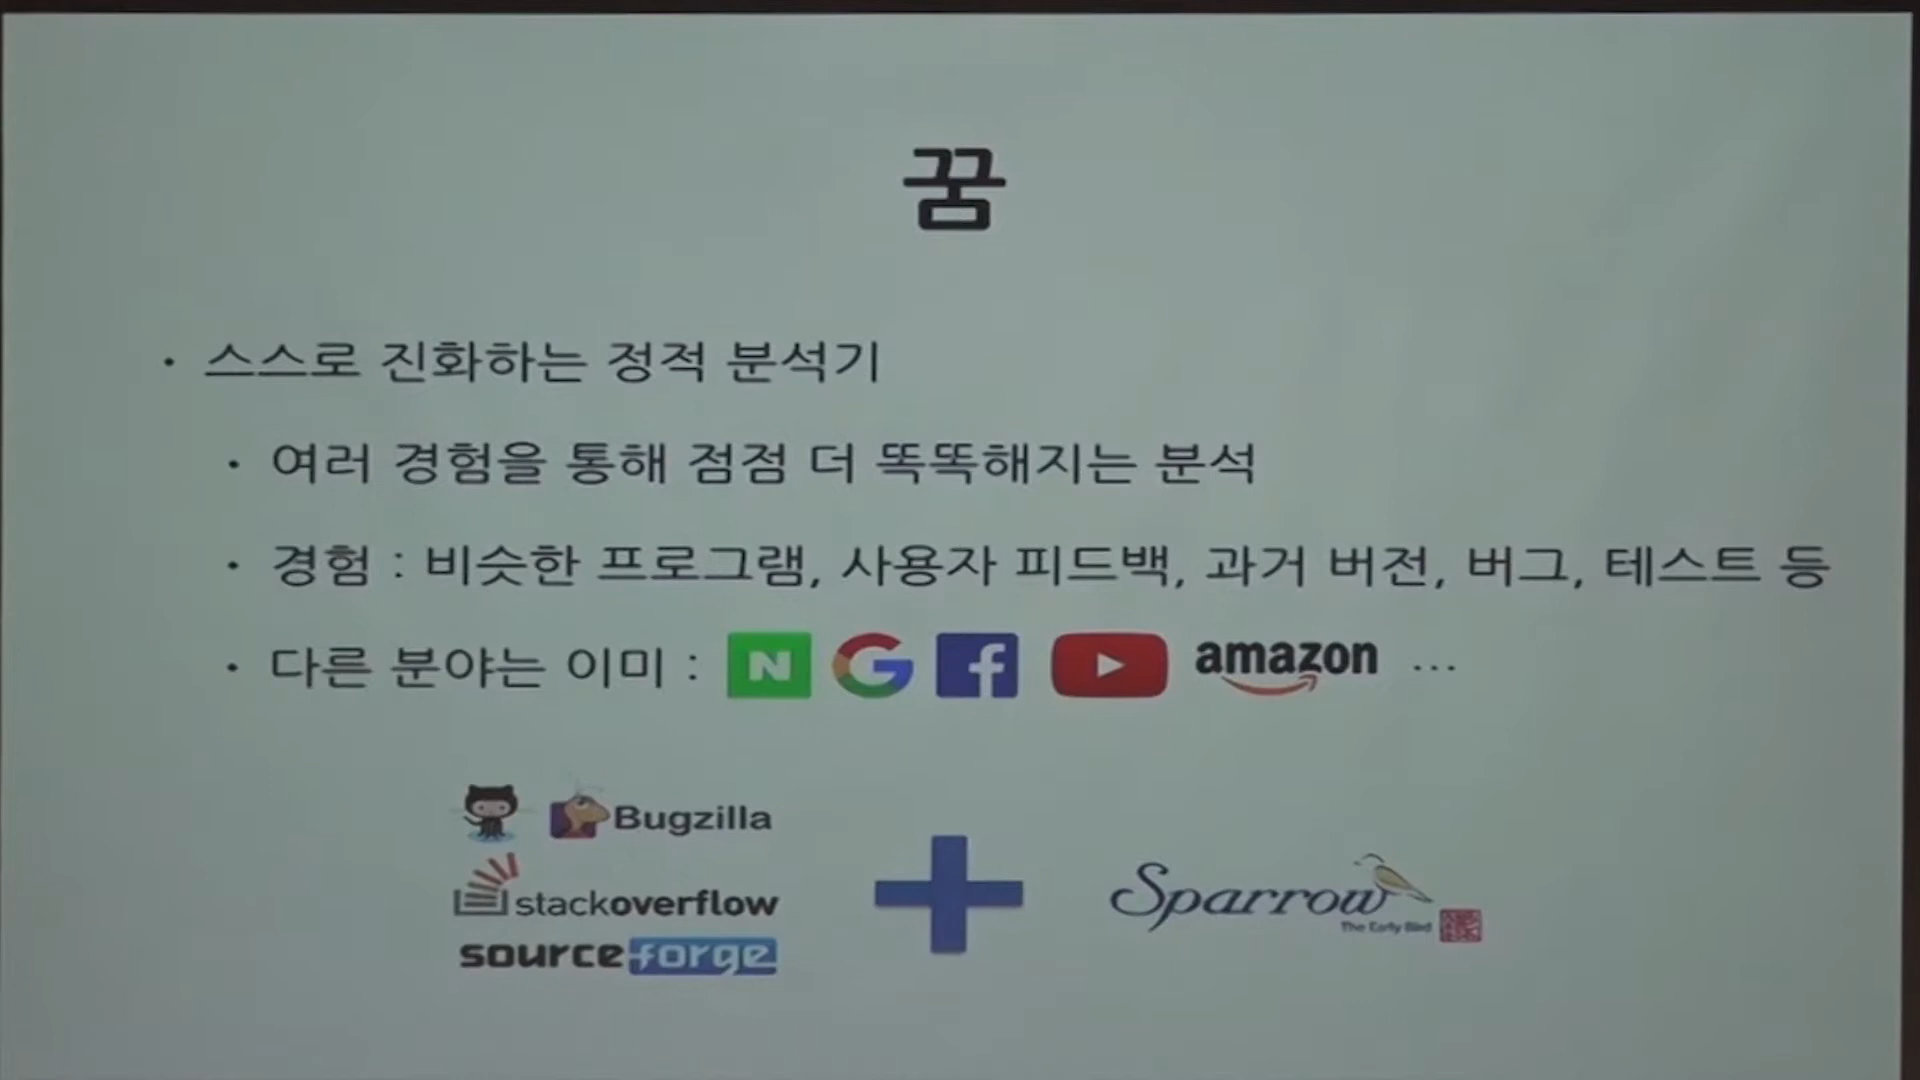 꿈
• 스스로 진화하는 정적 분석기
• 여러 경험을 통해 점점 더 똑똑해지는 분석
• 경험 : 비슷한 프로그램, 사용자 피드백, 과거 버전, 버그, 테스트 등
• 다른 분야는 이미 : N G f amazon ...
Bugzilla
stackoverflow
sourceforge
Sparrow
The Early Bird